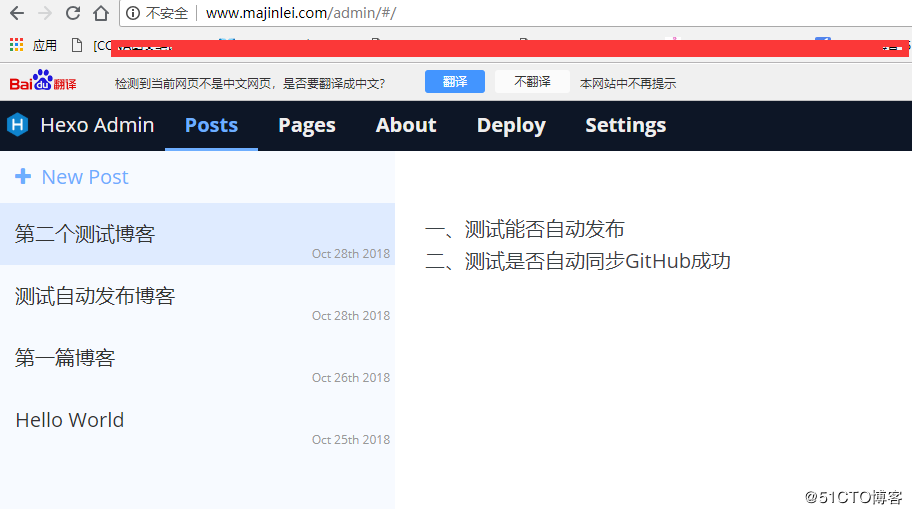 不安全 www.majinlei.com/admin/#/
应用
Bai du 翻译 检测到当前网页不是中文网页，是否要翻译成中文？ 翻译 不翻译 本网站中不再提示
H Hexo Admin Posts Pages About Deploy Settings
+ New Post
第二个测试博客
Oct 28th 2018
测试自动发布博客
Oct 28th 2018
第一篇博客
Oct 26th 2018
Hello World
Oct 25th 2018
一、测试能否自动发布
二、测试是否自动同步GitHub成功
@51CTO博客